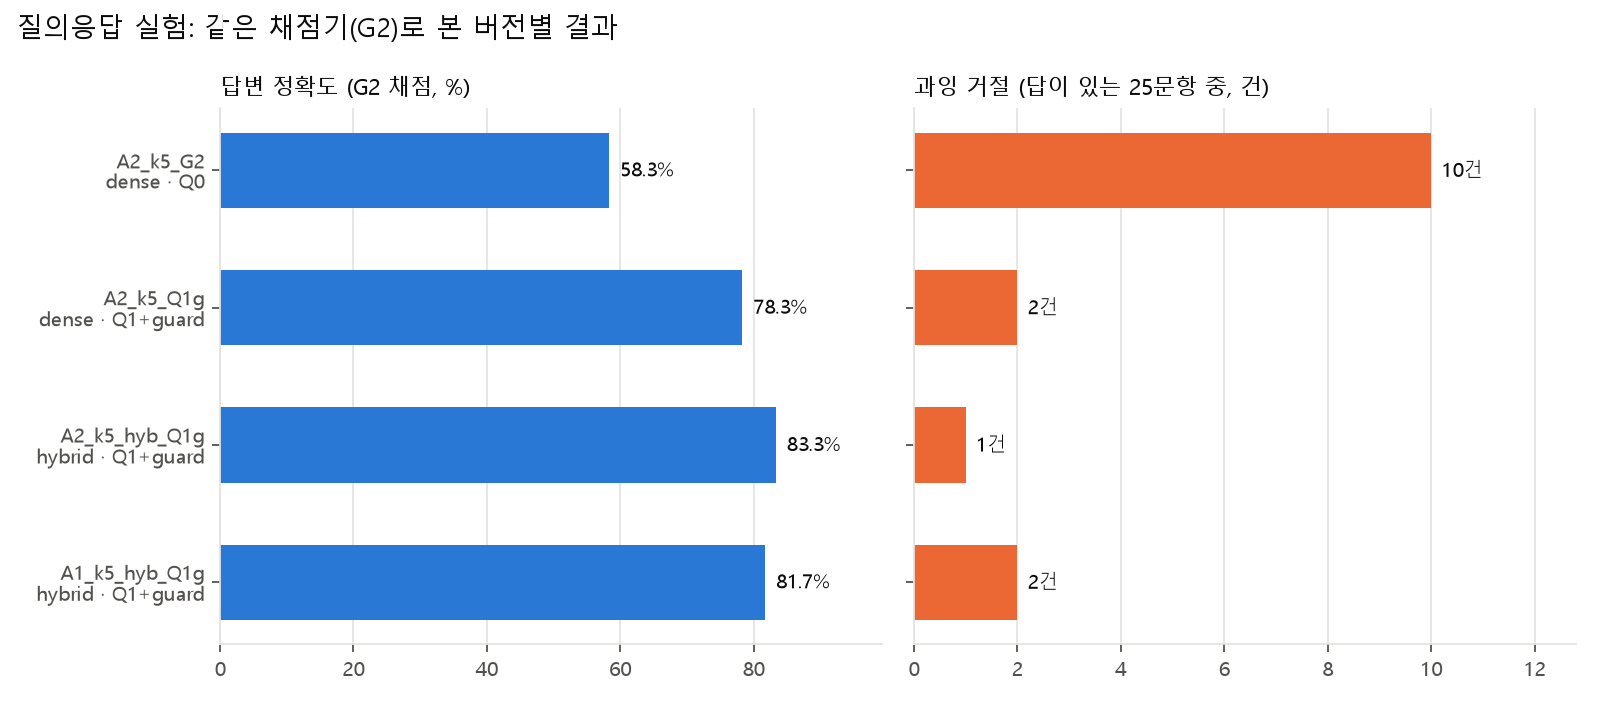 질의응답 실험: 같은 채점기(G2)로 본 버전별 결과
답변 정확도 (G2 채점, %)
A2_k5_G2
dense · Q0
58.3%
A2_k5_Q1g
dense · Q1+guard
78.3%
A2_k5_hyb_Q1g
hybrid · Q1+guard
83.3%
A1_k5_hyb_Q1g
hybrid · Q1+guard
81.7%
0 20 40 60 80
과잉 거절 (답이 있는 25문항 중, 건)
10건
2건
1건
2건
0 2 4 6 8 10 12